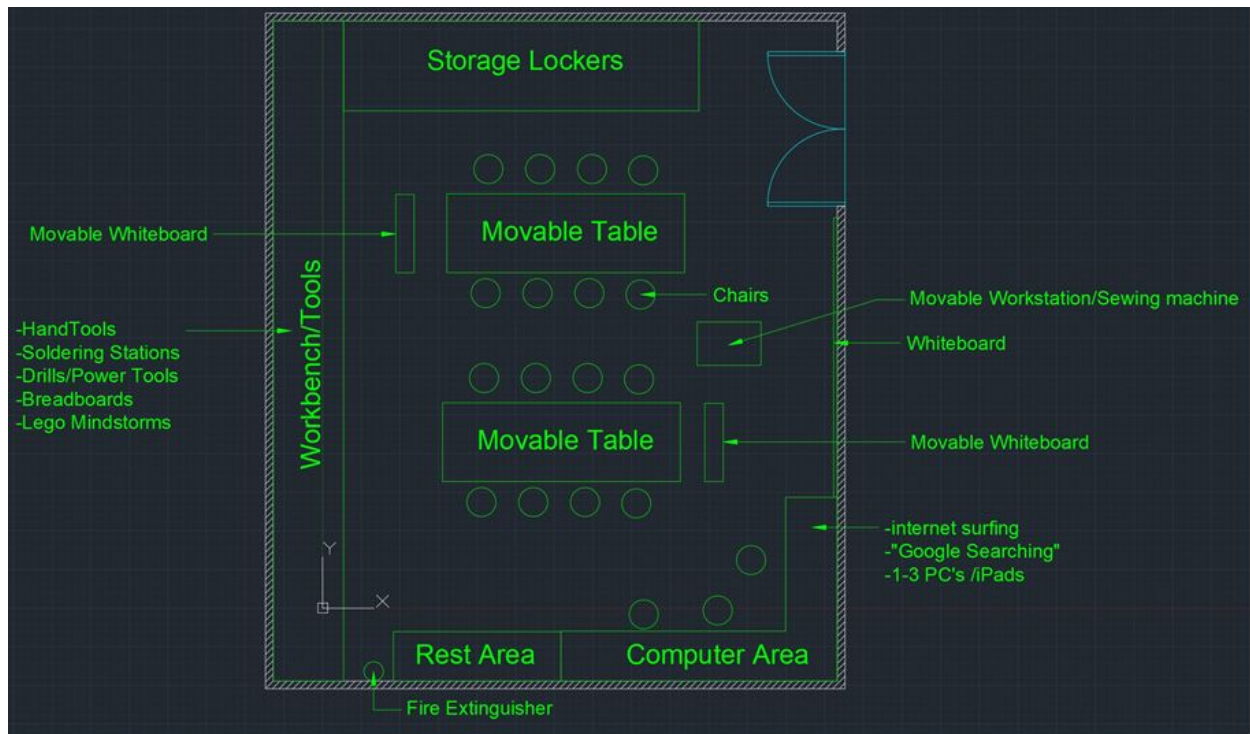 Storage Lockers
Movable Whiteboard
Movable Table
Workbench/Tools
Chairs
Movable Workstation/Sewing machine
-HandTools
-Soldering Stations
-Drills/Power Tools
-Breadboards
-Lego Mindstorms
Whiteboard
Movable Table
Movable Whiteboard
-internet surfing
-"Google Searching"
-1-3 PC's /iPads
Y
X
Rest Area
Computer Area
Fire Extinguisher